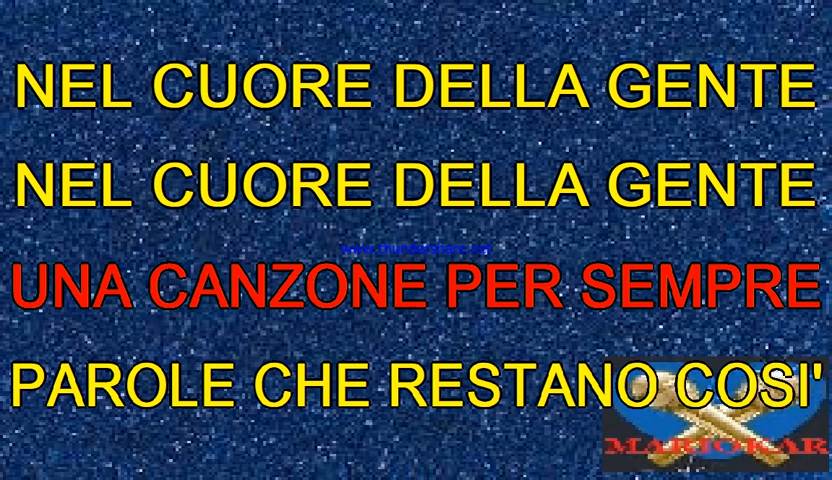 NEL CUORE DELLA GENTE
NEL CUORE DELLA GENTE
www.thundershare.net
UNA CANZONE PER SEMPRE
PAROLE CHE RESTANO COSI'
MARIOKAR